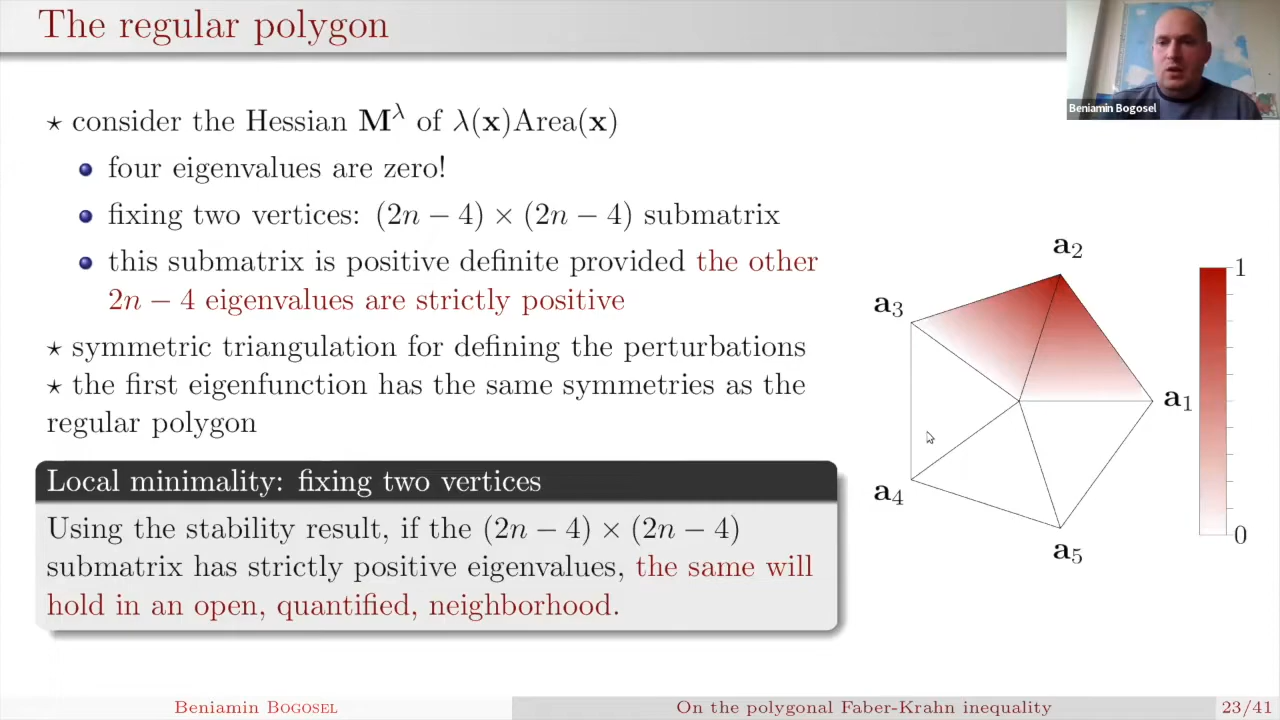 The regular polygon
Beniamin Bogosel
⋆ consider the Hessian M^λ of λ(x)Area(x)
• four eigenvalues are zero!
• fixing two vertices: (2n − 4) × (2n − 4) submatrix
• this submatrix is positive definite provided the other
2n − 4 eigenvalues are strictly positive
⋆ symmetric triangulation for defining the perturbations
⋆ the first eigenfunction has the same symmetries as the
regular polygon
Local minimality: fixing two vertices
Using the stability result, if the (2n − 4) × (2n − 4)
submatrix has strictly positive eigenvalues, the same will
hold in an open, quantified, neighborhood.
a₂
a₃
a₁
a₄
a₅
1
0
Beniamin Bogosel
On the polygonal Faber-Krahn inequality
23/41